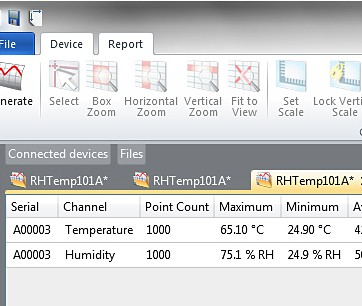 File Device Report
nerate Select Box Zoom Horizontal Zoom Vertical Zoom Fit to View Set Scale Lock Verti Scale
Connected devices Files
RHTemp101A* RHTemp101A* RHTemp101A*
Serial Channel Point Count Maximum Minimum A
A00003 Temperature 1000 65.10 °C 24.90 °C 4
A00003 Humidity 1000 75.1 % RH 24.9 % RH 50